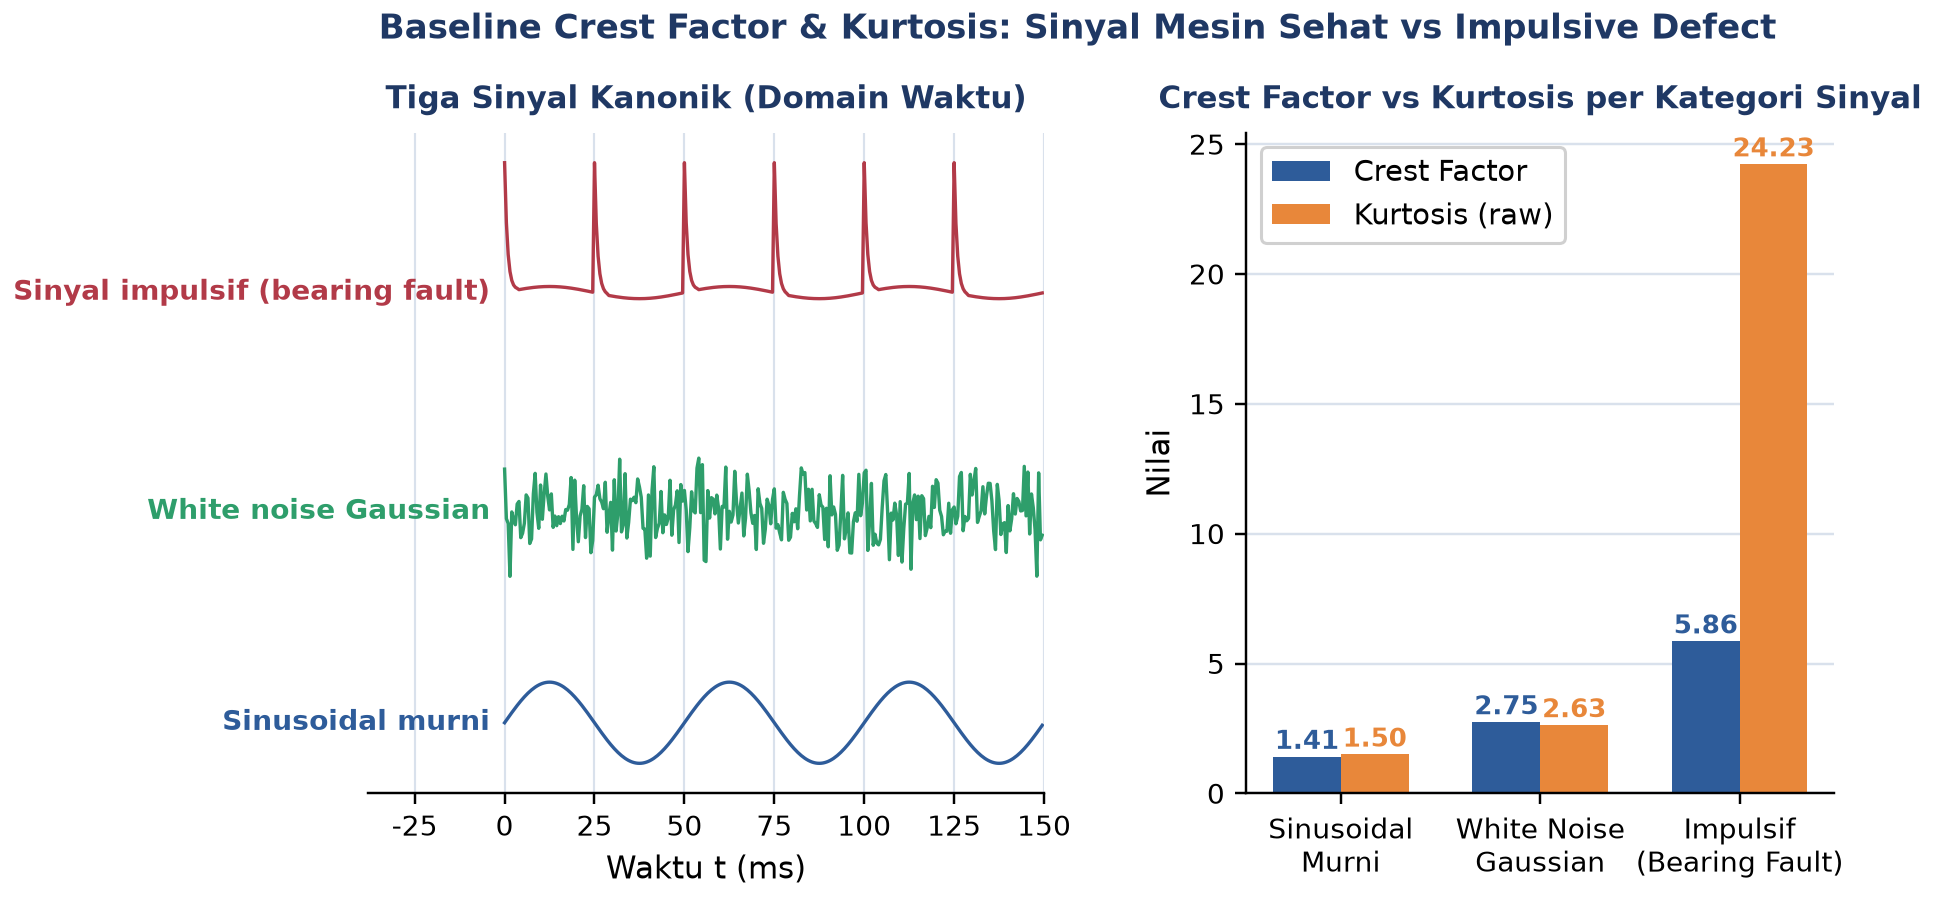 Baseline Crest Factor & Kurtosis: Sinyal Mesin Sehat vs Impulsive Defect
Tiga Sinyal Kanonik (Domain Waktu)
Sinyal impulsif (bearing fault)
White noise Gaussian
Sinusoidal murni
-25 0 25 50 75 100 125 150
Waktu t (ms)
Crest Factor vs Kurtosis per Kategori Sinyal
Crest Factor
Kurtosis (raw)
Nilai
25
20
15
10
5
0
1.41 1.50
2.75 2.63
5.86
24.23
Sinusoidal
Murni
White Noise
Gaussian
Impulsif
(Bearing Fault)